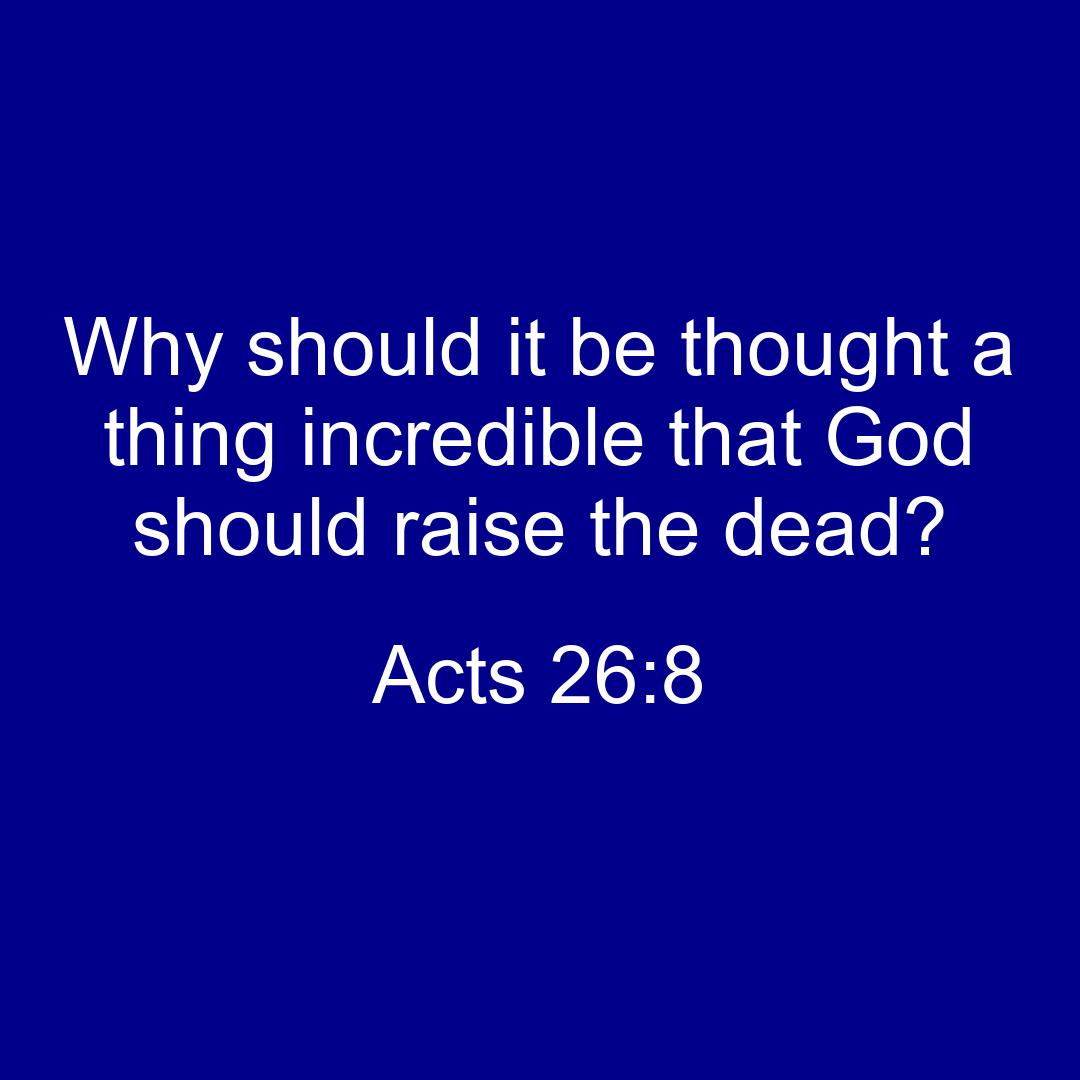 Why should it be thought a
thing incredible that God
should raise the dead?
Acts 26:8